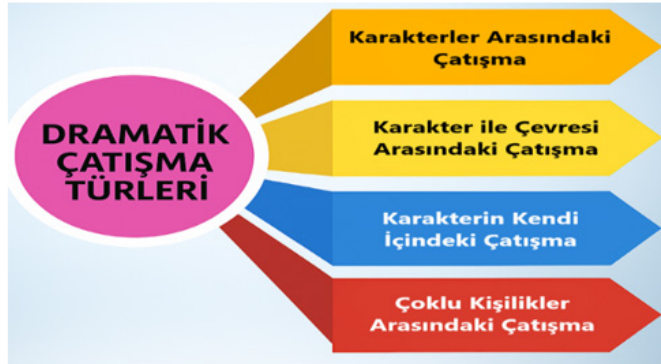 DRAMATİK
ÇATIŞMA
TÜRLERİ
Karakterler Arasındaki
Çatışma
Karakter ile Çevresi
Arasındaki Çatışma
Karakterin Kendi
İçindeki Çatışma
Çoklu Kişilikler
Arasındaki Çatışma